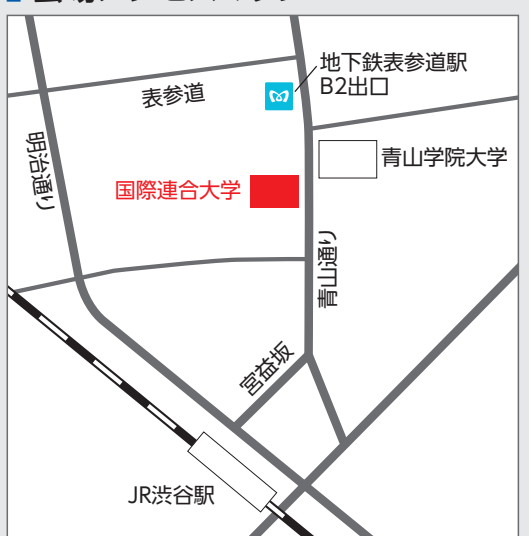 地下鉄表参道駅
B2出口
表参道
明治通り
青山学院大学
国際連合大学
青山通り
宮益坂
JR渋谷駅